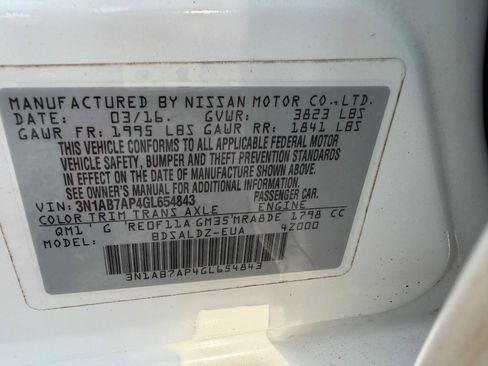 MANUFACTURED BY NISSAN MOTOR CO., LTD.
DATE: 03/16. GVWR: 3823 LBS
GAWR FR: 1995 LBS GAWR RR: 1841 LBS
THIS VEHICLE CONFORMS TO ALL APPLICABLE FEDERAL MOTOR
VEHICLE SAFETY, BUMPER AND THEFT PREVENTION STANDARDS
IN EFFECT ON THE DATE OF MANUFACTURE SHOWN ABOVE.
SEE OWNER'S MANUAL FOR ADDITIONAL INFORMATION.
VIN: 3N1AB7AP4GL654843 PASSENGER CAR.
COLOR TRIM TRANS AXLE ENGINE
QM1 G RE0F11A GM35 MRA8DE 1798 CC
MODEL: BDSALDZ-EUA 4Z000
3N1AB7AP4GL654843